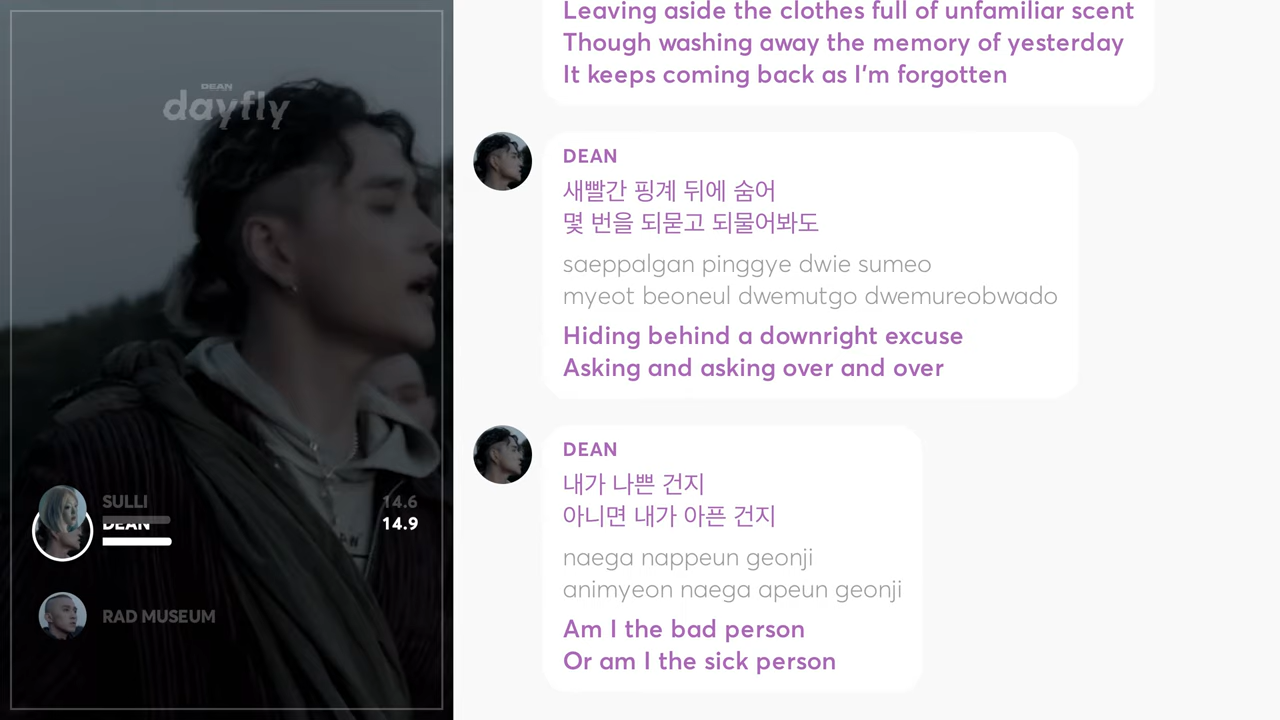 DEAN
dayfly
SULLI
14.6
DEAN
14.9
RAD MUSEUM
Leaving aside the clothes full of unfamiliar scent
Though washing away the memory of yesterday
It keeps coming back as I'm forgotten
DEAN
새빨간 핑계 뒤에 숨어
몇 번을 되묻고 되물어봐도
saeppalgan pinggye dwie sumeo
myeot beoneul dwemutgo dwemureobwado
Hiding behind a downright excuse
Asking and asking over and over
DEAN
내가 나쁜 건지
아니면 내가 아픈 건지
naega nappeun geonji
animyeon naega apeun geonji
Am I the bad person
Or am I the sick person